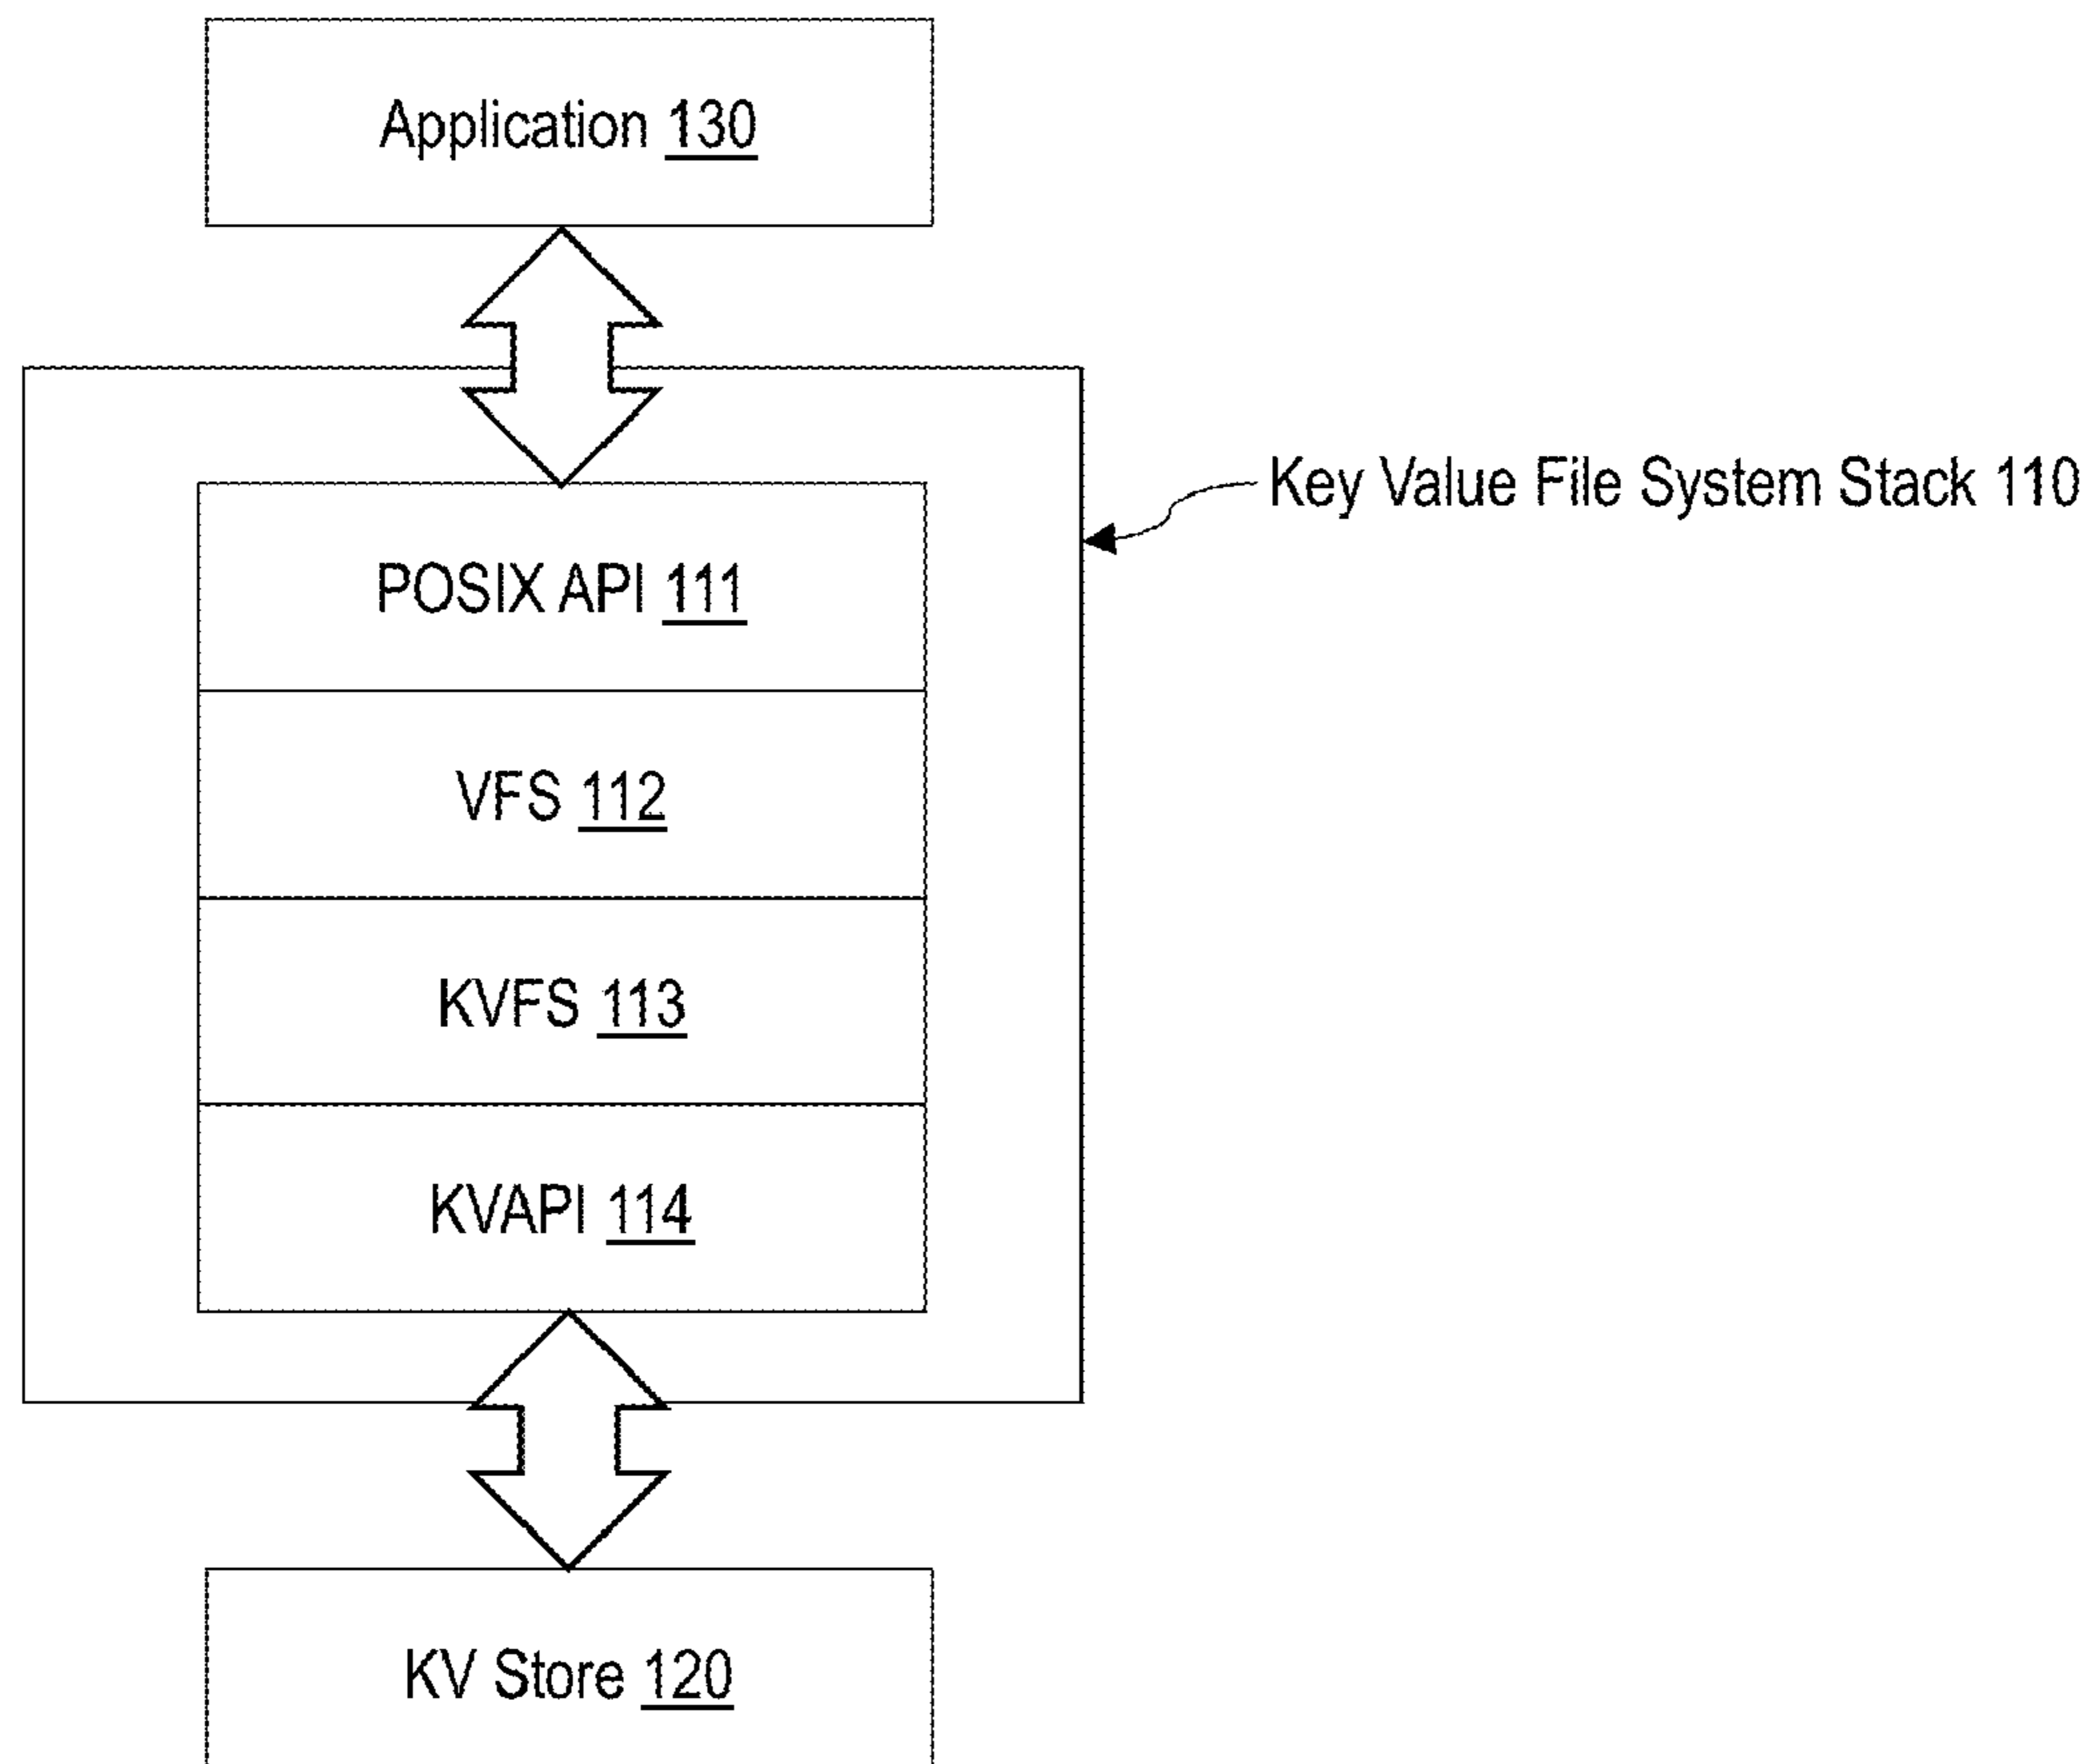 Application 130
Key Value File System Stack 110
POSIX API 111
VFS 112
KVFS 113
KVAPI 114
KV Store 120